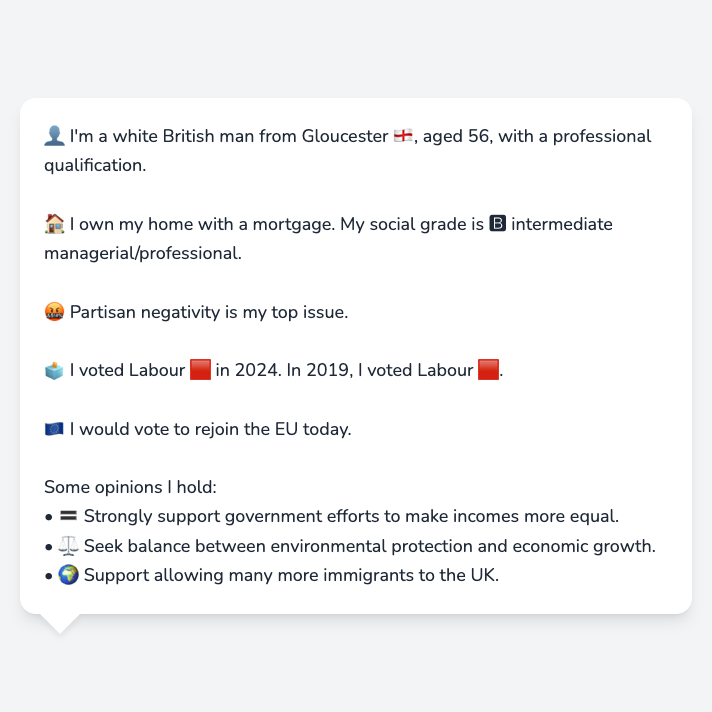 👤 I'm a white British man from Gloucester 🏴󠁧󠁢󠁥󠁮󠁧󠁿, aged 56, with a professional
qualification.
🏠 I own my home with a mortgage. My social grade is 🅱 intermediate
managerial/professional.
🤬 Partisan negativity is my top issue.
🗳️ I voted Labour 🟥 in 2024. In 2019, I voted Labour 🟥.
🇪🇺 I would vote to rejoin the EU today.
Some opinions I hold:
• 🟰 Strongly support government efforts to make incomes more equal.
• ⚖️ Seek balance between environmental protection and economic growth.
• 🌍 Support allowing many more immigrants to the UK.